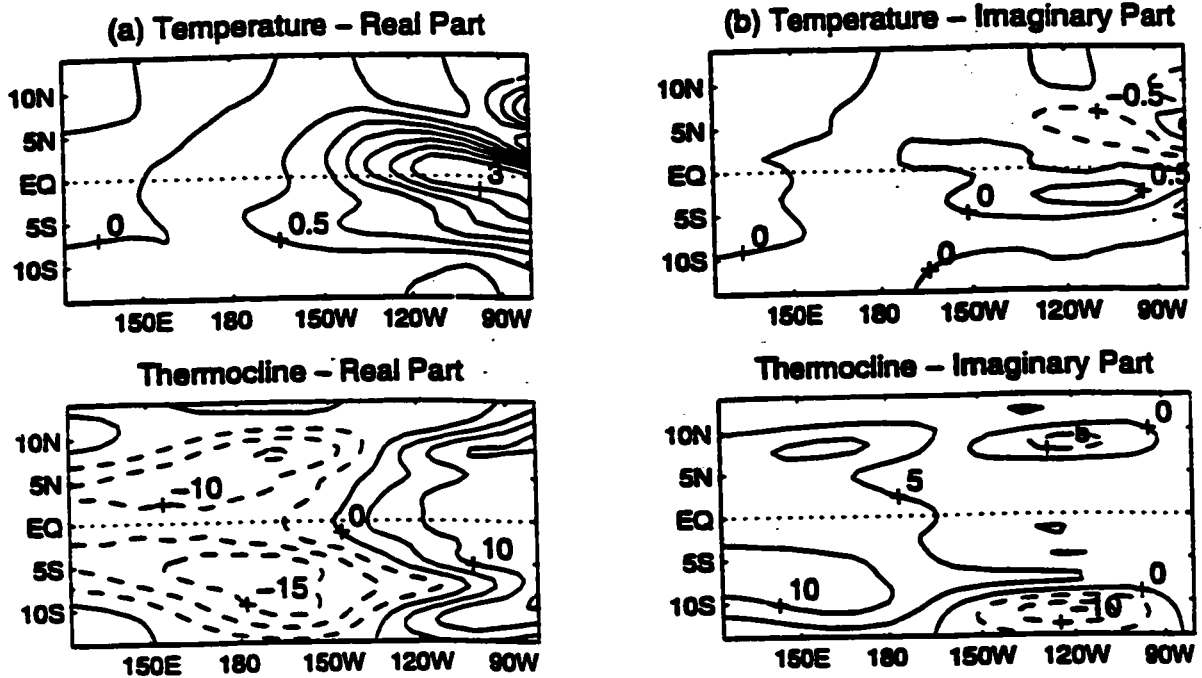 (a) Temperature – Real Part
10N
5N
EQ
5S
10S
0
0.5
3
150E 180 150W 120W 90W
(b) Temperature – Imaginary Part
10N
5N
EQ
5S
10S
-0.5
0.5
0
0
0
150E 180 150W 120W 90W
Thermocline – Real Part
10N
5N
EQ
5S
10S
-10
0
10
-15
150E 180 150W 120W 90W
Thermocline – Imaginary Part
10N
5N
EQ
5S
10S
0
5
10
0
150E 180 150W 120W 90W